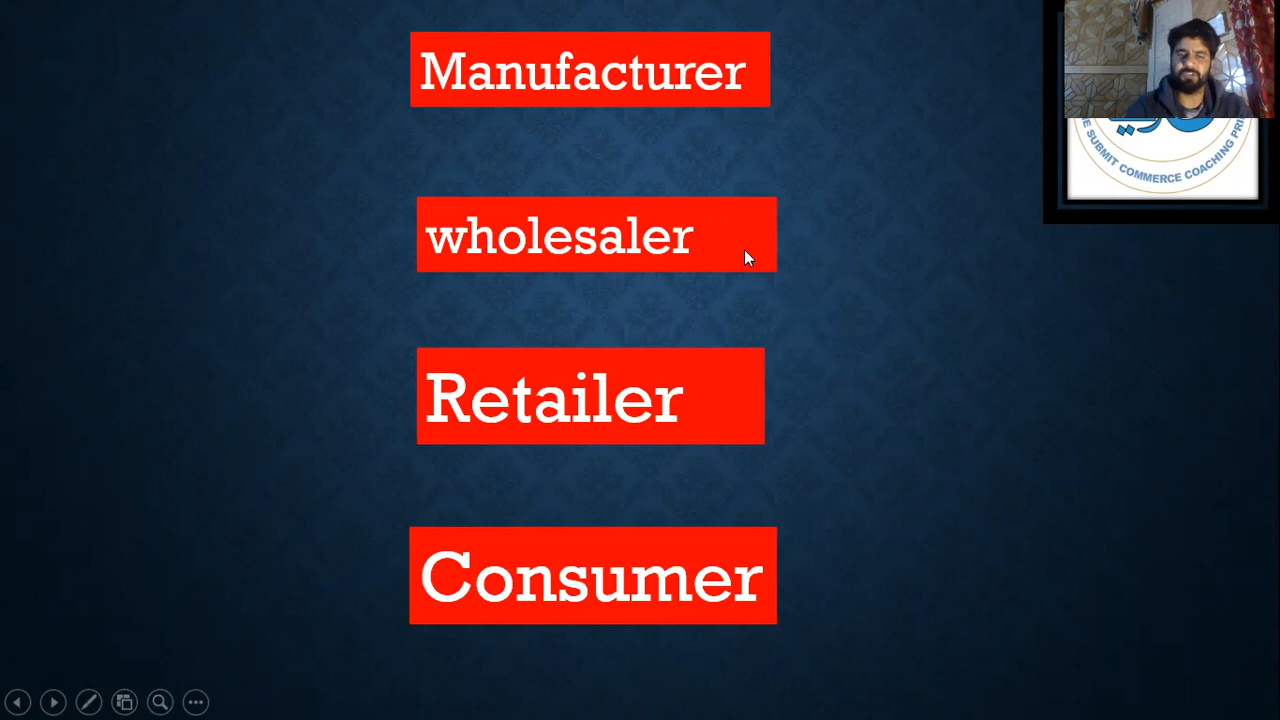 Manufacturer
wholesaler
Retailer
Consumer
SUBMIT COMMERCE COACHING